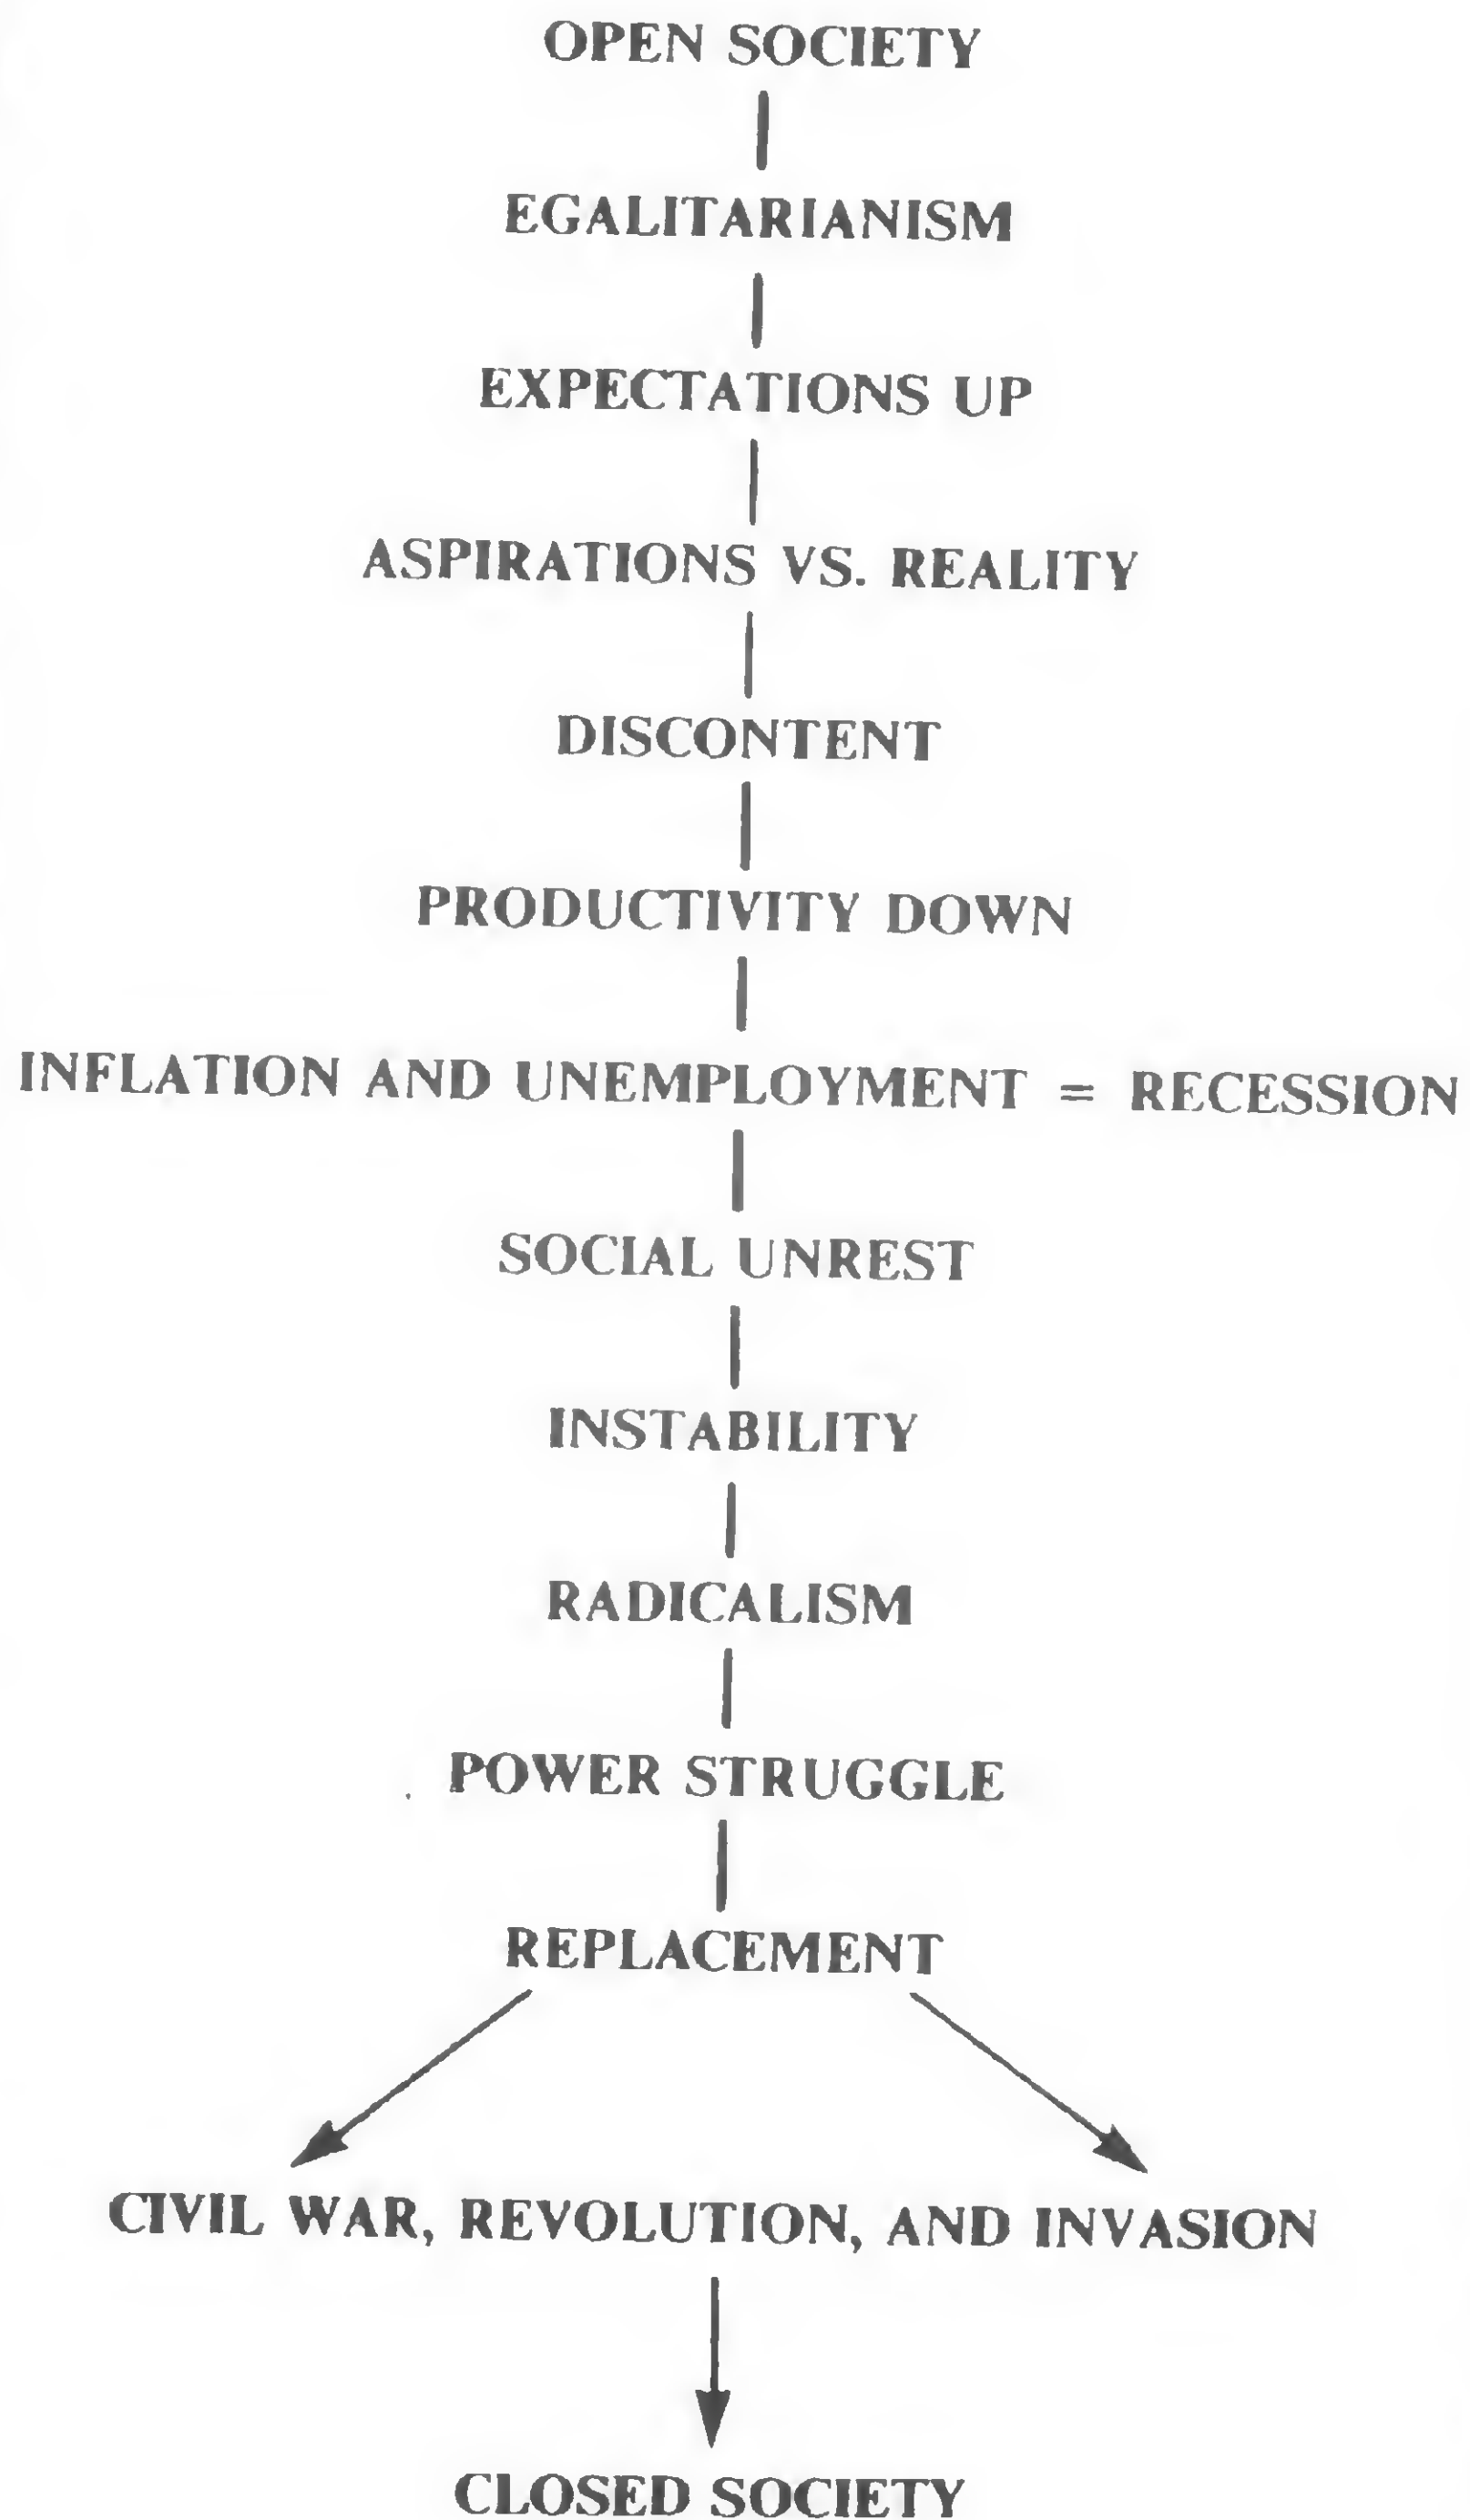 OPEN SOCIETY
EGALITARIANISM
EXPECTATIONS UP
ASPIRATIONS VS. REALITY
DISCONTENT
PRODUCTIVITY DOWN
INFLATION AND UNEMPLOYMENT = RECESSION
SOCIAL UNREST
INSTABILITY
RADICALISM
POWER STRUGGLE
REPLACEMENT
CIVIL WAR, REVOLUTION, AND INVASION
CLOSED SOCIETY